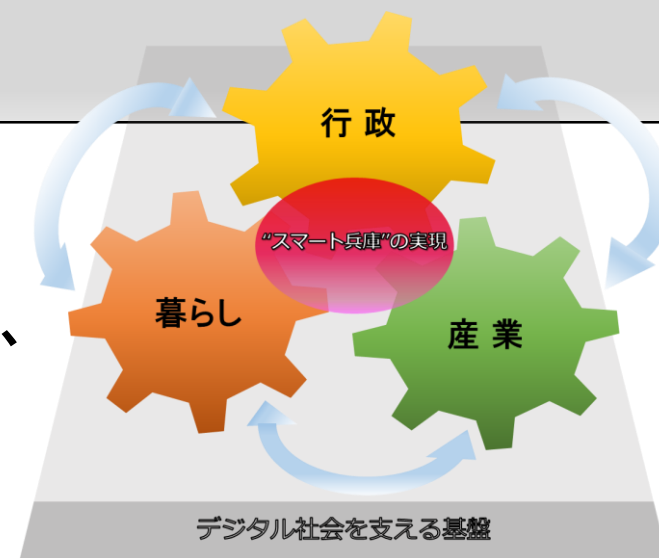 行 政
“スマート兵庫”の実現
暮らし
、
産 業
デジタル社会を支える基盤